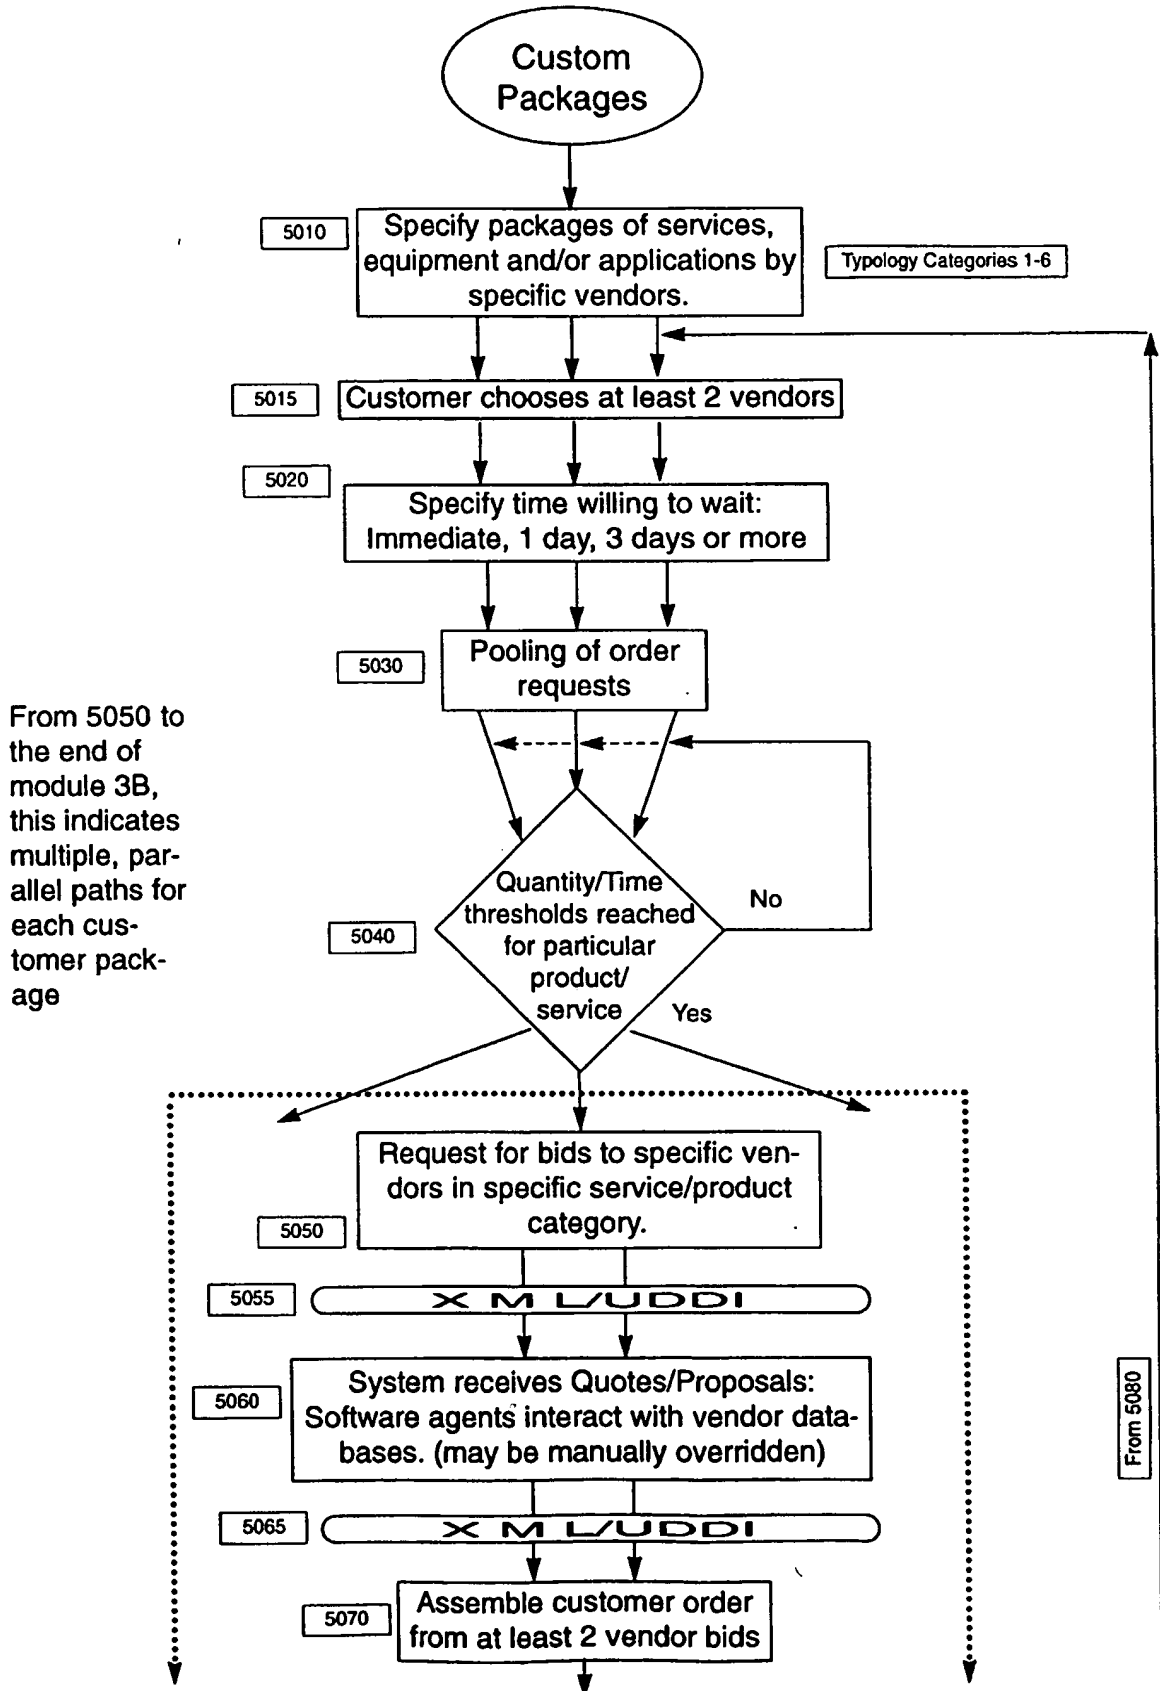 Custom
Packages
5010
Specify packages of services,
equipment and/or applications by
specific vendors.
Typology Categories 1-6
5015
Customer chooses at least 2 vendors
5020
Specify time willing to wait:
Immediate, 1 day, 3 days or more
5030
Pooling of order
requests
From 5050 to
the end of
module 3B,
this indicates
multiple, par-
allel paths for
each cus-
tomer pack-
age
5040
Quantity/Time
thresholds reached
for particular
product/
service
No
Yes
Request for bids to specific ven-
dors in specific service/product
category.
5050
5055
X M L/UDDI
5060
System receives Quotes/Proposals:
Software agents interact with vendor data-
bases. (may be manually overridden)
From 5080
5065
X M L/UDDI
5070
Assemble customer order
from at least 2 vendor bids